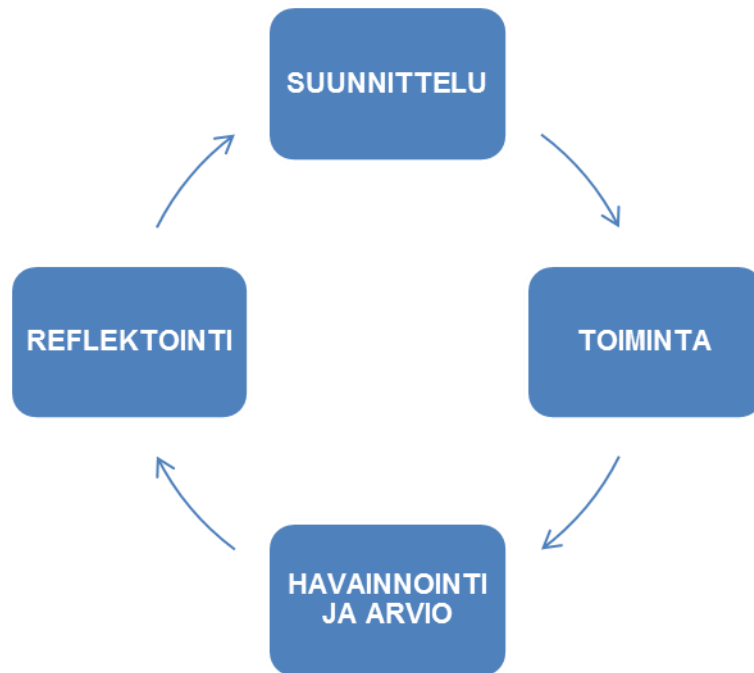 SUUNNITTELU
REFLEKTOINTI
TOIMINTA
HAVAINNOINTI
JA ARVIO